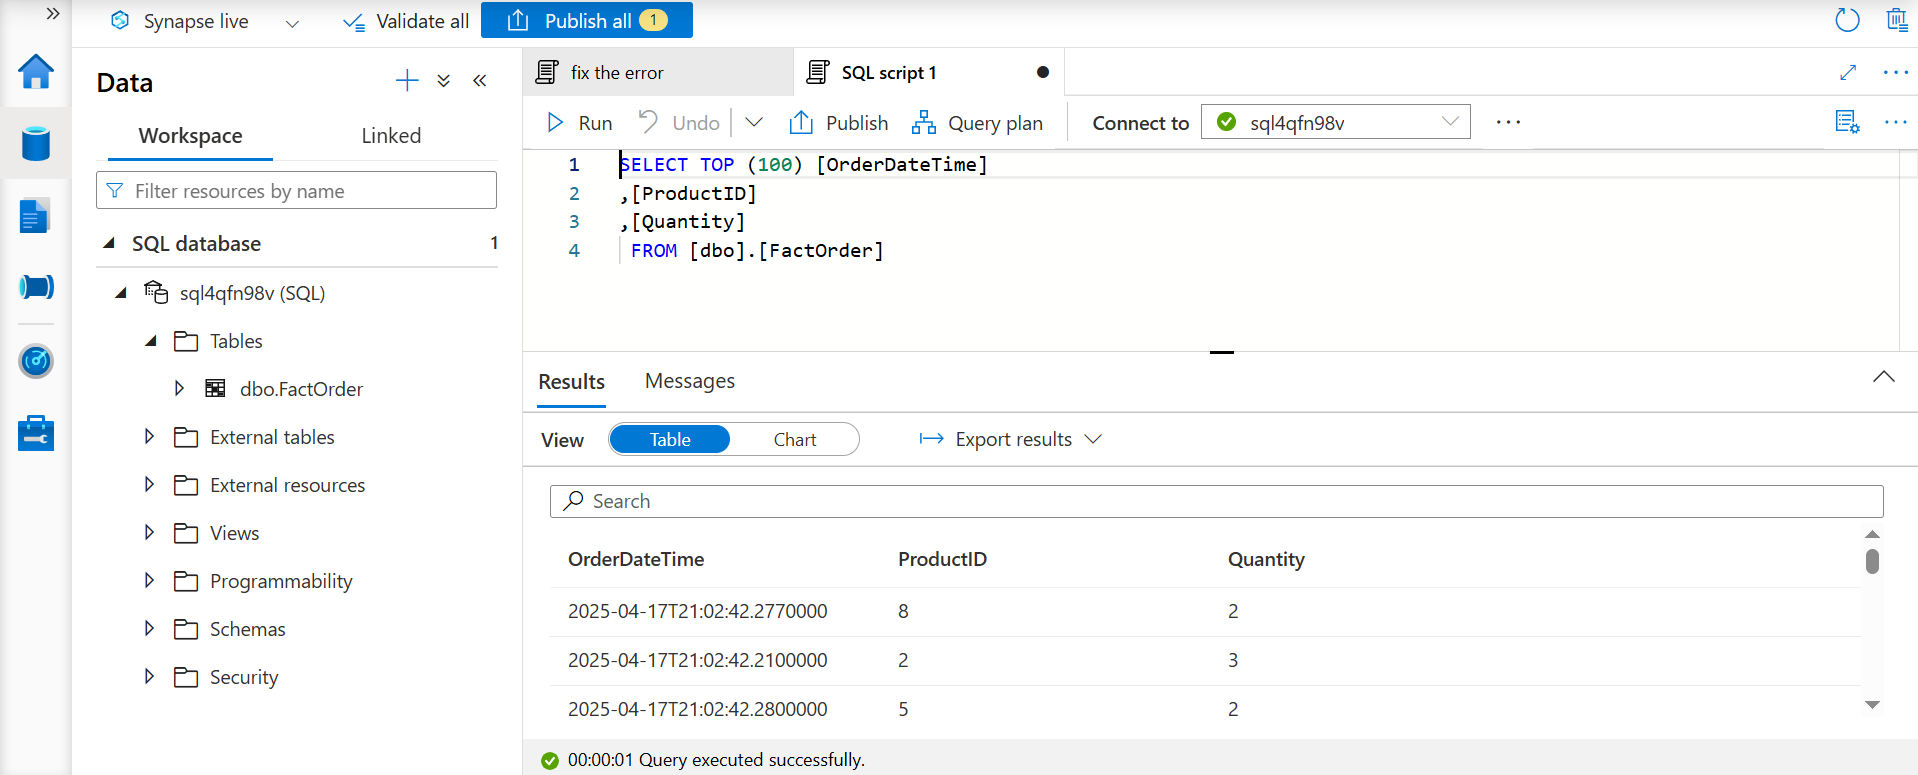 Synapse live
Validate all
Publish all 1
Data
Workspace Linked
Filter resources by name
SQL database 1
sql4qfn98v (SQL)
Tables
dbo.FactOrder
External tables
External resources
Views
Programmability
Schemas
Security
fix the error
SQL script 1
Run Undo Publish Query plan Connect to sql4qfn98v
1 SELECT TOP (100) [OrderDateTime]
2 ,[ProductID]
3 ,[Quantity]
4 FROM [dbo].[FactOrder]
Results Messages
View Table Chart Export results
Search
OrderDateTime ProductID Quantity
2025-04-17T21:02:42.2770000 8 2
2025-04-17T21:02:42.2100000 2 3
2025-04-17T21:02:42.2800000 5 2
00:00:01 Query executed successfully.